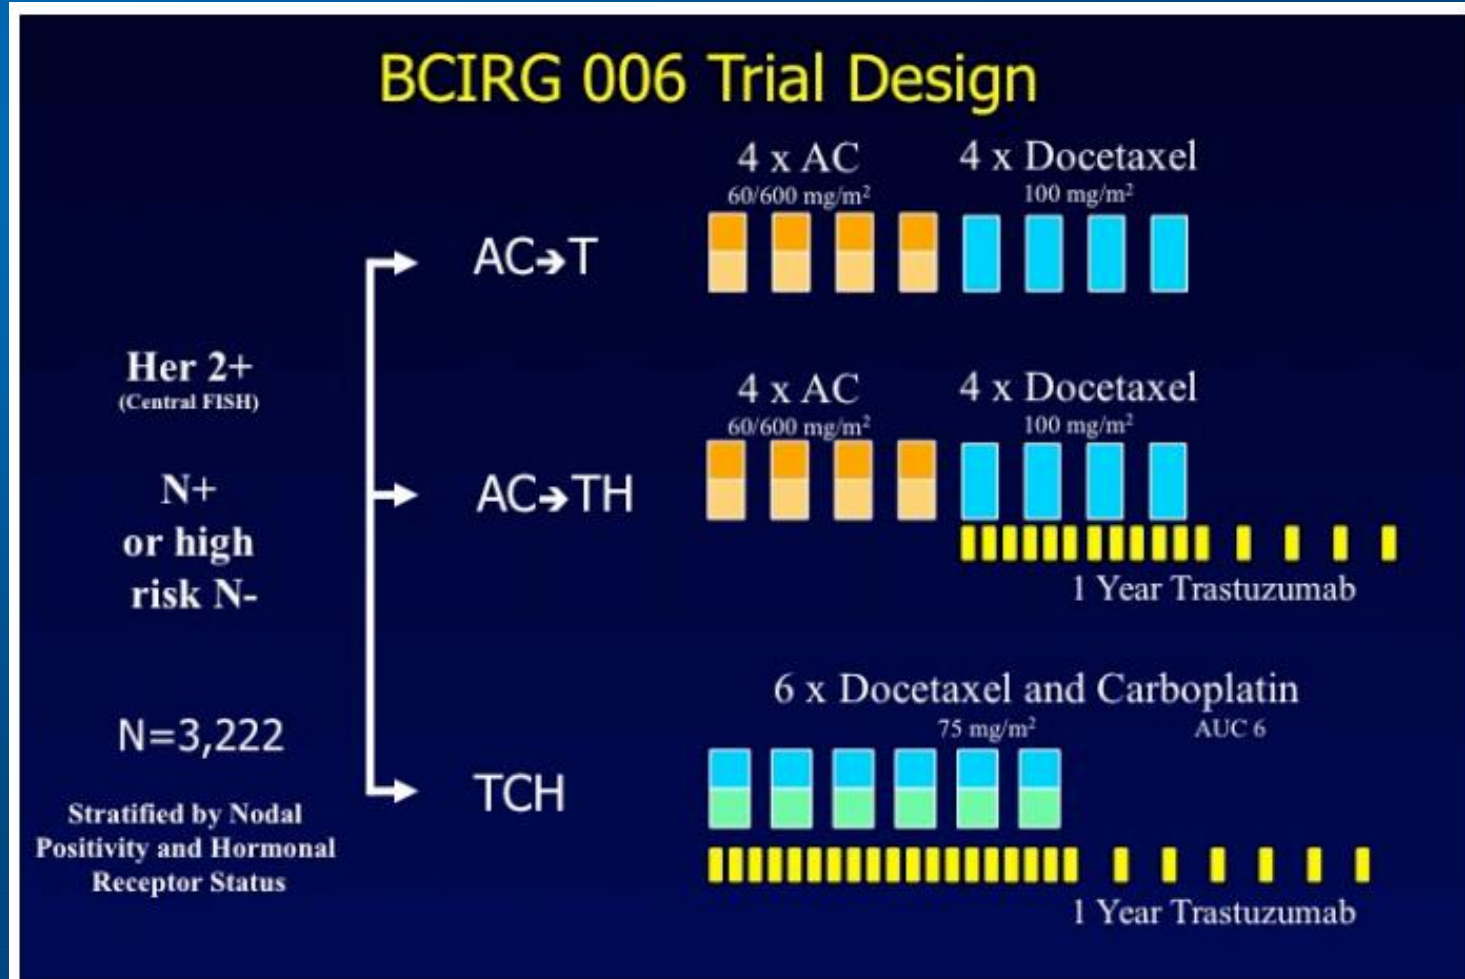 BCIRG 006 Trial Design
4 x AC
60/600 mg/m²
4 x Docetaxel
100 mg/m²
AC➔T
Her 2+
(Central FISH)
N+
or high
risk N-
4 x AC
60/600 mg/m²
4 x Docetaxel
100 mg/m²
AC➔TH
1 Year Trastuzumab
N=3,222
Stratified by Nodal
Positivity and Hormonal
Receptor Status
6 x Docetaxel and Carboplatin
75 mg/m² AUC 6
TCH
1 Year Trastuzumab